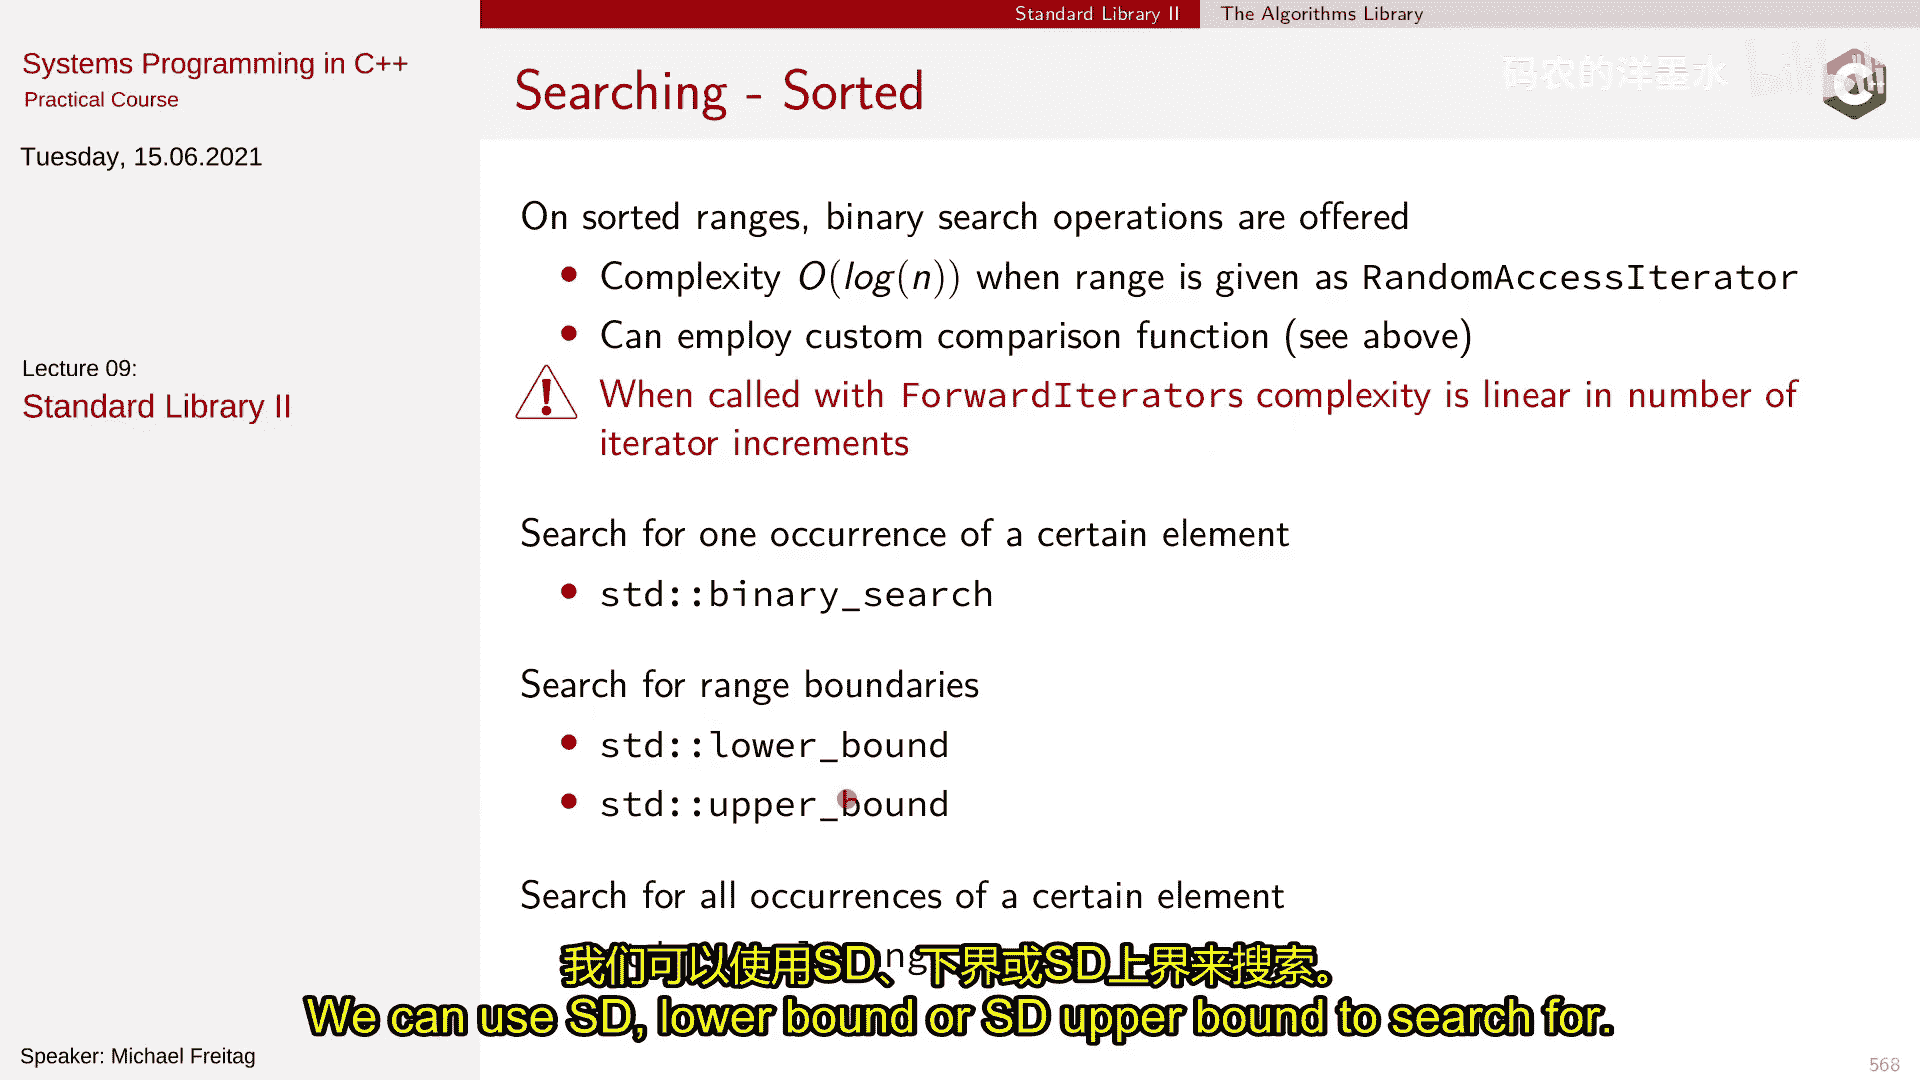 Standard Library II
The Algorithms Library
Systems Programming in C++
Practical Course
Tuesday, 15.06.2021
Lecture 09:
Standard Library II
Speaker: Michael Freitag
Searching - Sorted
码农的洋墨水
On sorted ranges, binary search operations are offered
Complexity O(log(n)) when range is given as RandomAccessIterator
Can employ custom comparison function (see above)
When called with ForwardIterators complexity is linear in number of
iterator increments
Search for one occurrence of a certain element
std::binary_search
Search for range boundaries
std::lower_bound
std::upper_bound
Search for all occurrences of a certain element
我们可以使用SD、下界或SD上界来搜索。
We can use SD, lower bound or SD upper bound to search for.
568